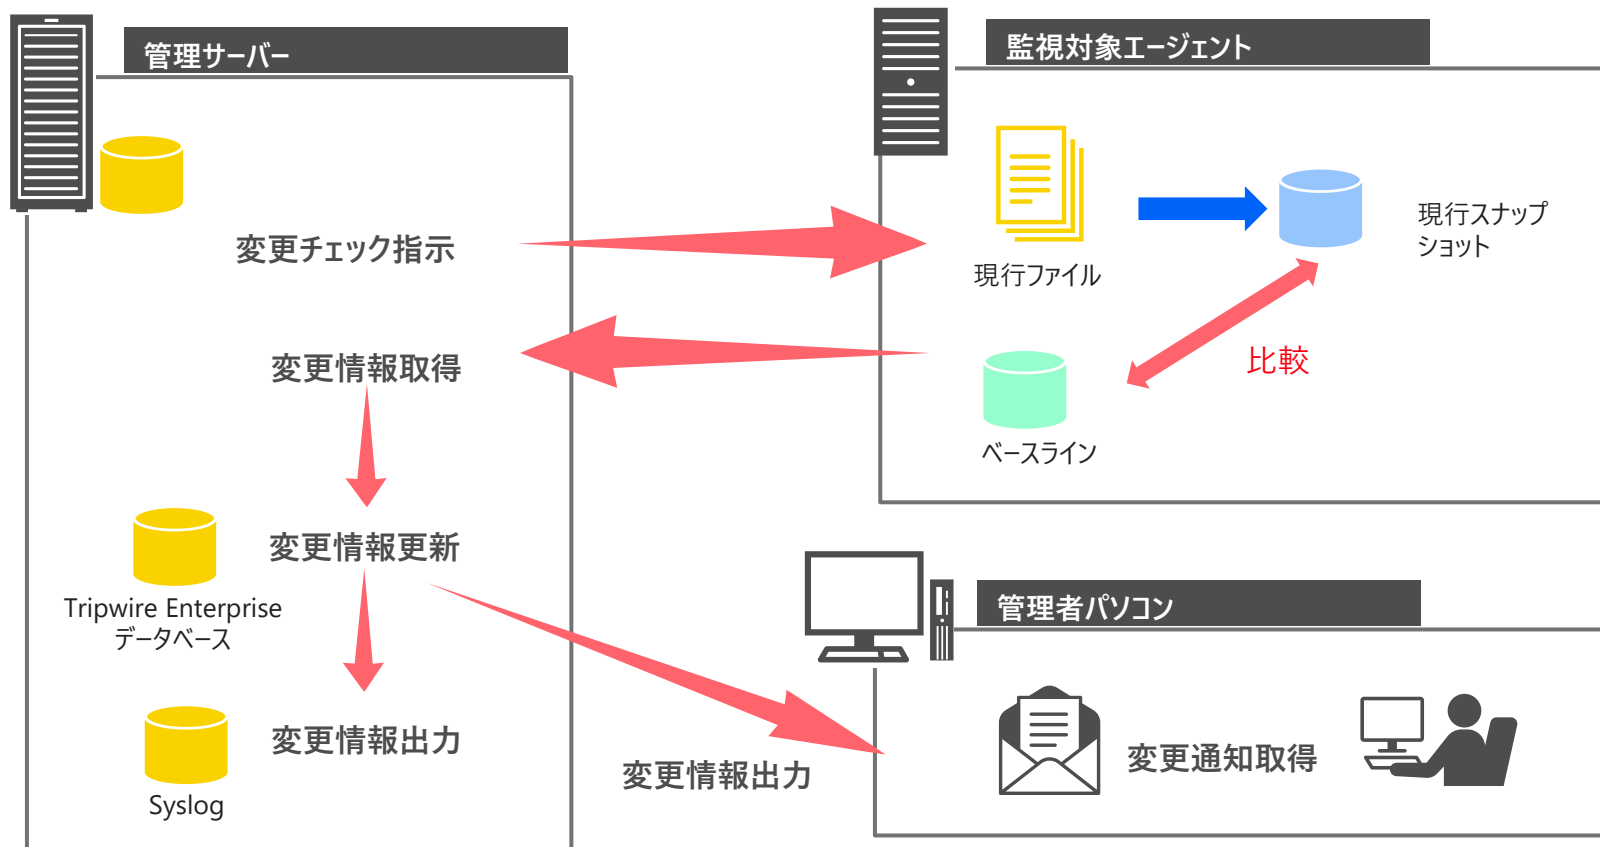 管理サーバー
変更チェック指示
変更情報取得
変更情報更新
Tripwire Enterprise
データベース
変更情報出力
Syslog
監視対象エージェント
現行ファイル
現行スナップ
ショット
比較
ベースライン
管理者パソコン
変更情報出力
変更通知取得